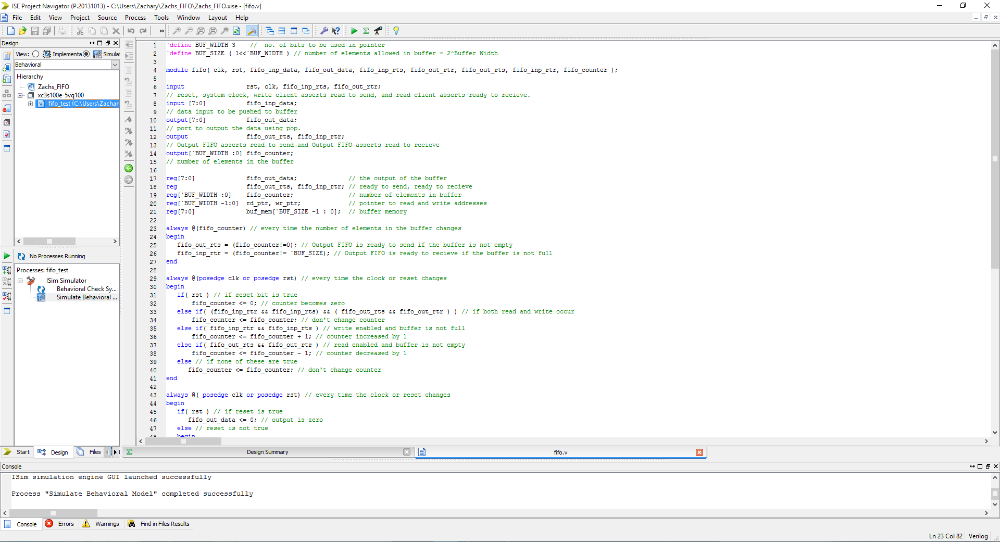 ISE Project Navigator (P.20131013) - C:\Users\Zachary\Zachs_FIFO\Zachs_FIFO.xise - [fifo.v]
File Edit View Project Source Process Tools Window Layout Help
Design
View: Implementa Simula
Behavioral
Hierarchy
Zachs_FIFO
xc3s100e-5vq100
fifo_test (C:\Users\Zachar
No Processes Running
Processes: fifo_test
ISim Simulator
Behavioral Check Sy...
Simulate Behavioral ...
Start Design Files
1 `define BUF_WIDTH 3    // no. of bits to be used in pointer
2 `define BUF_SIZE ( 1<<`BUF_WIDTH ) // number of elements allowed in buffer = 2^Buffer Width
3
4 module fifo( clk, rst, fifo_inp_data, fifo_out_data, fifo_inp_rts, fifo_out_rtr, fifo_out_rts, fifo_inp_rtr, fifo_counter );
5
6 input                 rst, clk, fifo_inp_rts, fifo_out_rtr;
7 // reset, system clock, write client asserts read to send, and read client asserts ready to recieve.
8 input [7:0]           fifo_inp_data;
9 // data input to be pushed to buffer
10 output[7:0]           fifo_out_data;
11 // port to output the data using pop.
12 output                fifo_out_rts, fifo_inp_rtr;
13 // Output FIFO asserts read to send and Output FIFO asserts read to recieve
14 output[`BUF_WIDTH :0] fifo_counter;
15 // number of elements in the buffer
16
17 reg[7:0]              fifo_out_data;              // the output of the buffer
18 reg                   fifo_out_rts, fifo_inp_rtr; // ready to send, ready to recieve
19 reg[`BUF_WIDTH :0]    fifo_counter;               // number of elements in buffer
20 reg[`BUF_WIDTH -1:0]  rd_ptr, wr_ptr;             // pointer to read and write addresses
21 reg[7:0]              buf_mem[`BUF_SIZE -1 : 0];  // buffer memory
22
23 always @(fifo_counter) // every time the number of elements in the buffer changes
24 begin
25    fifo_out_rts = (fifo_counter!=0); // Output FIFO is ready to send if the buffer is not empty
26    fifo_inp_rtr = (fifo_counter!= `BUF_SIZE); // Output FIFO is ready to recieve if the buffer is not full
27 end
28
29 always @(posedge clk or posedge rst) // every time the clock or reset changes
30 begin
31    if( rst ) // if reset bit is true
32        fifo_counter <= 0; // counter becomes zero
33    else if( (fifo_inp_rtr && fifo_inp_rts) && ( fifo_out_rts && fifo_out_rtr ) ) // if both read and write occur
34        fifo_counter <= fifo_counter; // don't change counter
35    else if( fifo_inp_rtr && fifo_inp_rts ) // write enabled and buffer is not full
36        fifo_counter <= fifo_counter + 1; // counter increased by 1
37    else if( fifo_out_rts && fifo_out_rtr ) // read enabled and buffer is not empty
38        fifo_counter <= fifo_counter - 1; // counter decreased by 1
39    else // if none of these are true
40       fifo_counter <= fifo_counter; // don't change counter
41 end
42
43 always @( posedge clk or posedge rst) // every time the clock or reset changes
44 begin
45    if( rst ) // if reset is true
46       fifo_out_data <= 0; // output is zero
47    else // reset is not true
48    begin
Design Summary fifo.v
Console
ISim simulation engine GUI launched successfully
Process "Simulate Behavioral Model" completed successfully
Console Errors Warnings Find in Files Results
Ln 23 Col 82 Verilog